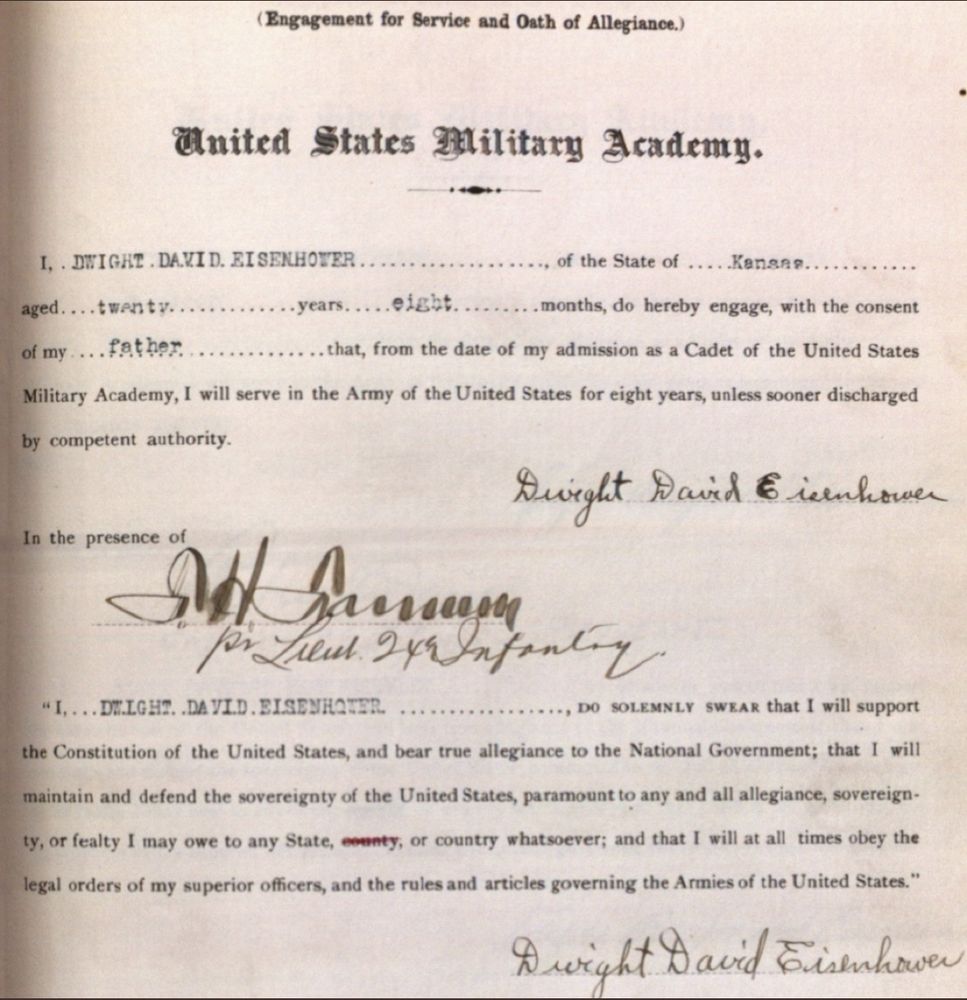 (Engagement for Service and Oath of Allegiance.)
United States Military Academy.
I, . DWIGHT . DAVID. EISENHOWER ..................., of the State of .....Kansas............
aged....twenty.............years.....eight.........months, do hereby engage, with the consent
of my ....father ..............that, from the date of my admission as a Cadet of the United States
Military Academy, I will serve in the Army of the United States for eight years, unless sooner discharged
by competent authority.
Dwight David Eisenhower
In the presence of
Lieut. 24th Infantry.
"I,...DWIGHT. .DAVID. EISENHOWER. .................., DO SOLEMNLY SWEAR that I will support
the Constitution of the United States, and bear true allegiance to the National Government; that I will
maintain and defend the sovereignty of the United States, paramount to any and all allegiance, sovereign-
ty, or fealty I may owe to any State, county, or country whatsoever; and that I will at all times obey the
legal orders of my superior officers, and the rules and articles governing the Armies of the United States."
Dwight David Eisenhower